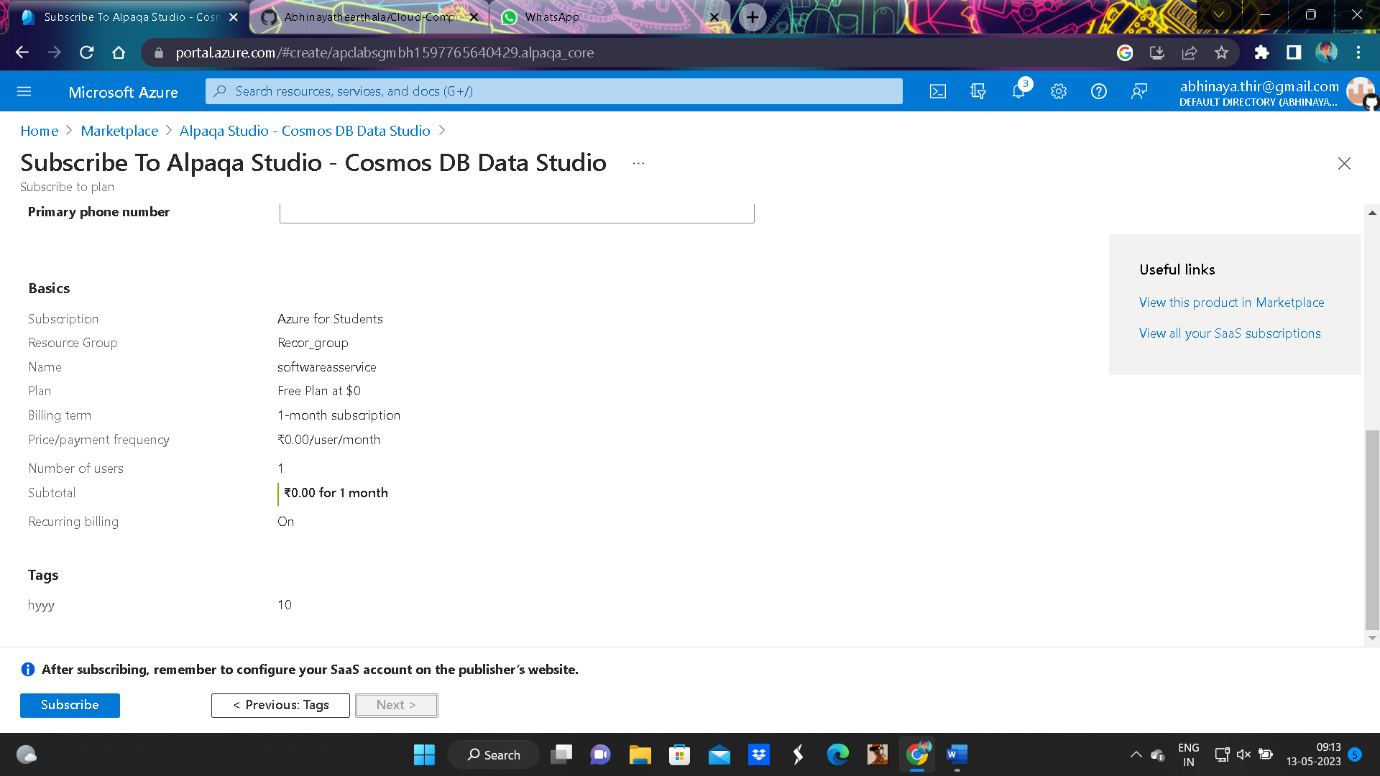 Subscribe To Alpaqa Studio - Cosm
Abhinayatheerthala/Cloud-Comp
WhatsApp
portal.azure.com/#create/apclabsgmbh1597765640429.alpaqa_core
Microsoft Azure
Search resources, services, and docs (G+/)
3
abhinaya.thir@gmail.com
DEFAULT DIRECTORY (ABHINAYA...
Home > Marketplace > Alpaqa Studio - Cosmos DB Data Studio >
Subscribe To Alpaqa Studio - Cosmos DB Data Studio ...
Subscribe to plan
Primary phone number
Useful links
View this product in Marketplace
View all your SaaS subscriptions
Basics
Subscription Azure for Students
Resource Group Recor_group
Name softwareasservice
Plan Free Plan at $0
Billing term 1-month subscription
Price/payment frequency ₹0.00/user/month
Number of users 1
Subtotal ₹0.00 for 1 month
Recurring billing On
Tags
hyyy 10
After subscribing, remember to configure your SaaS account on the publisher's website.
Subscribe
< Previous: Tags
Next >
Search
ENG
IN
09:13
13-05-2023
5